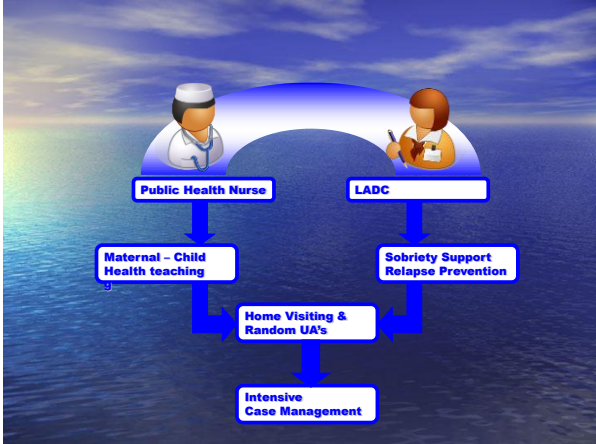 Public Health Nurse
LADC
Maternal – Child
Health teaching
g
Sobriety Support
Relapse Prevention
Home Visiting &
Random UA's
Intensive
Case Management